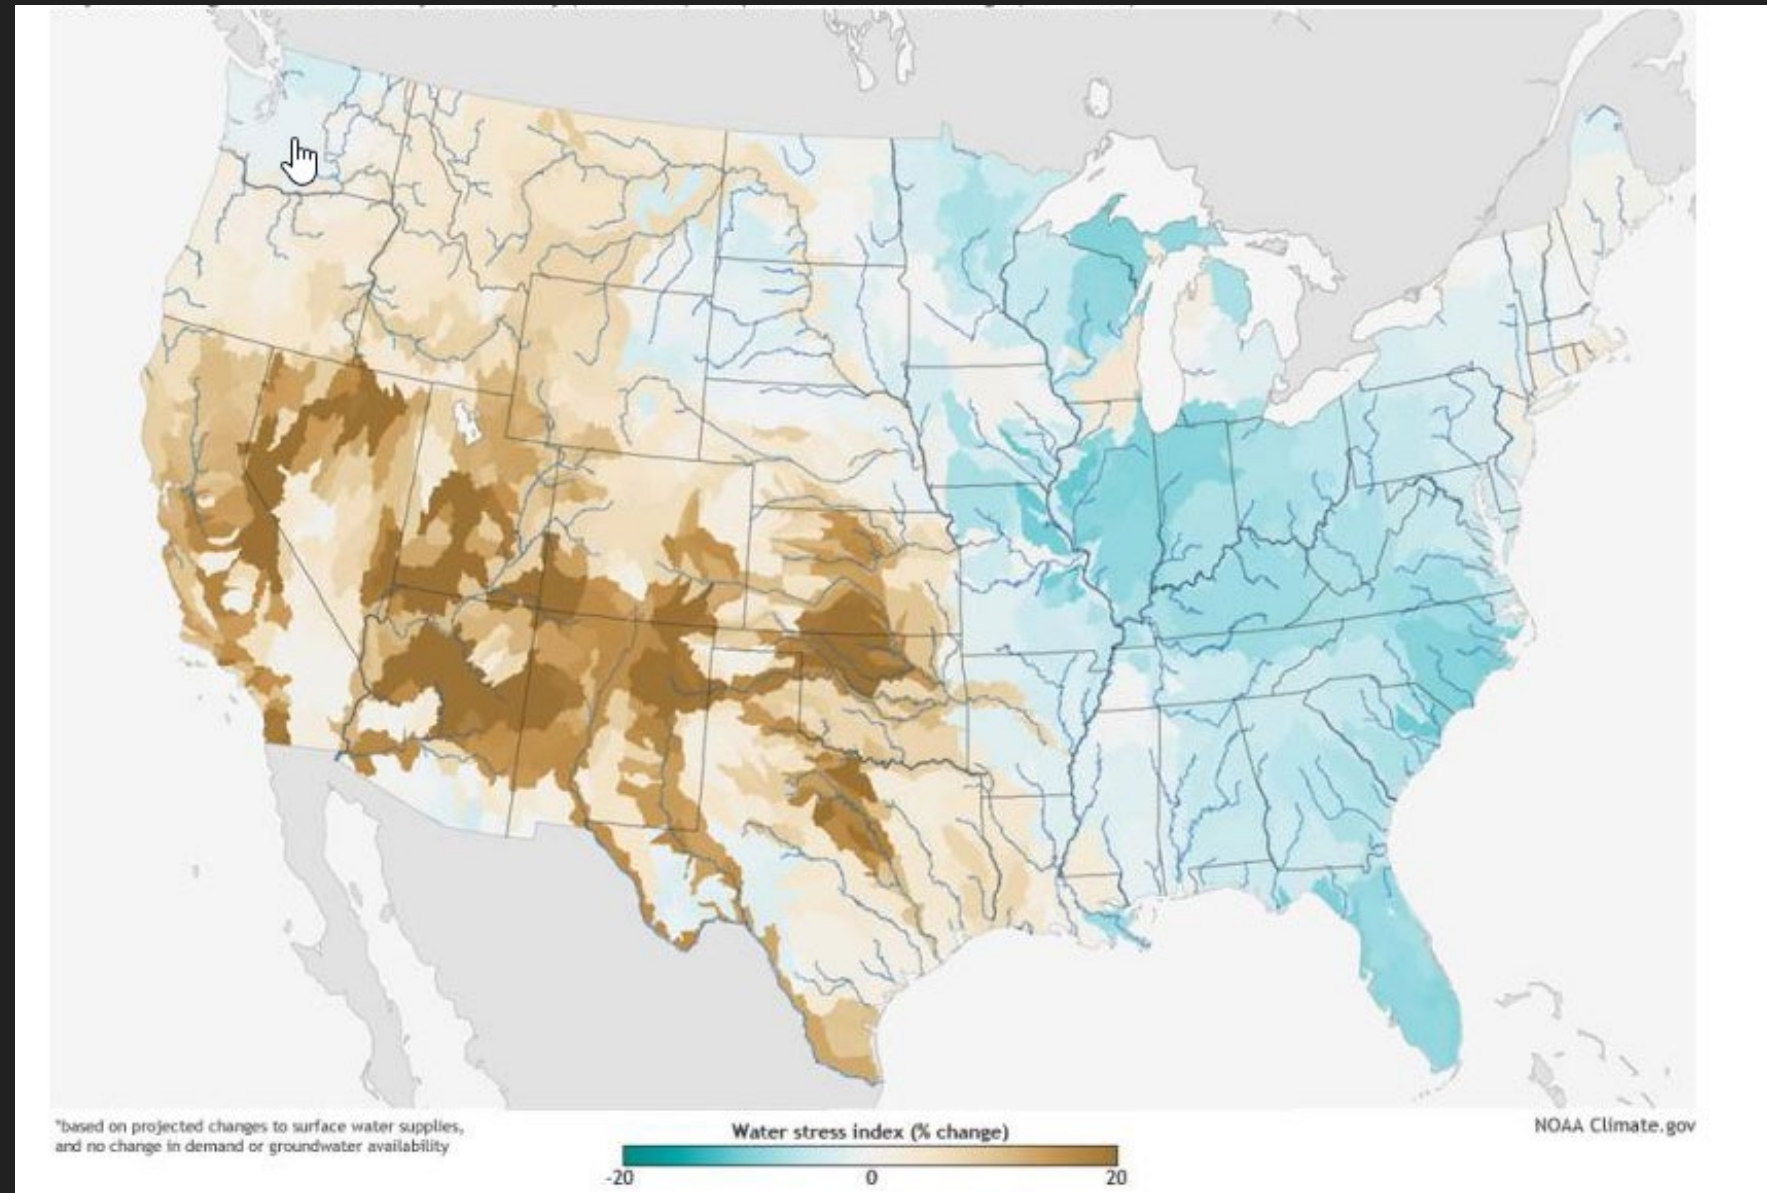 *based on projected changes to surface water supplies,
and no change in demand or groundwater availability
Water stress index (% change)
-20 0 20
NOAA Climate.gov